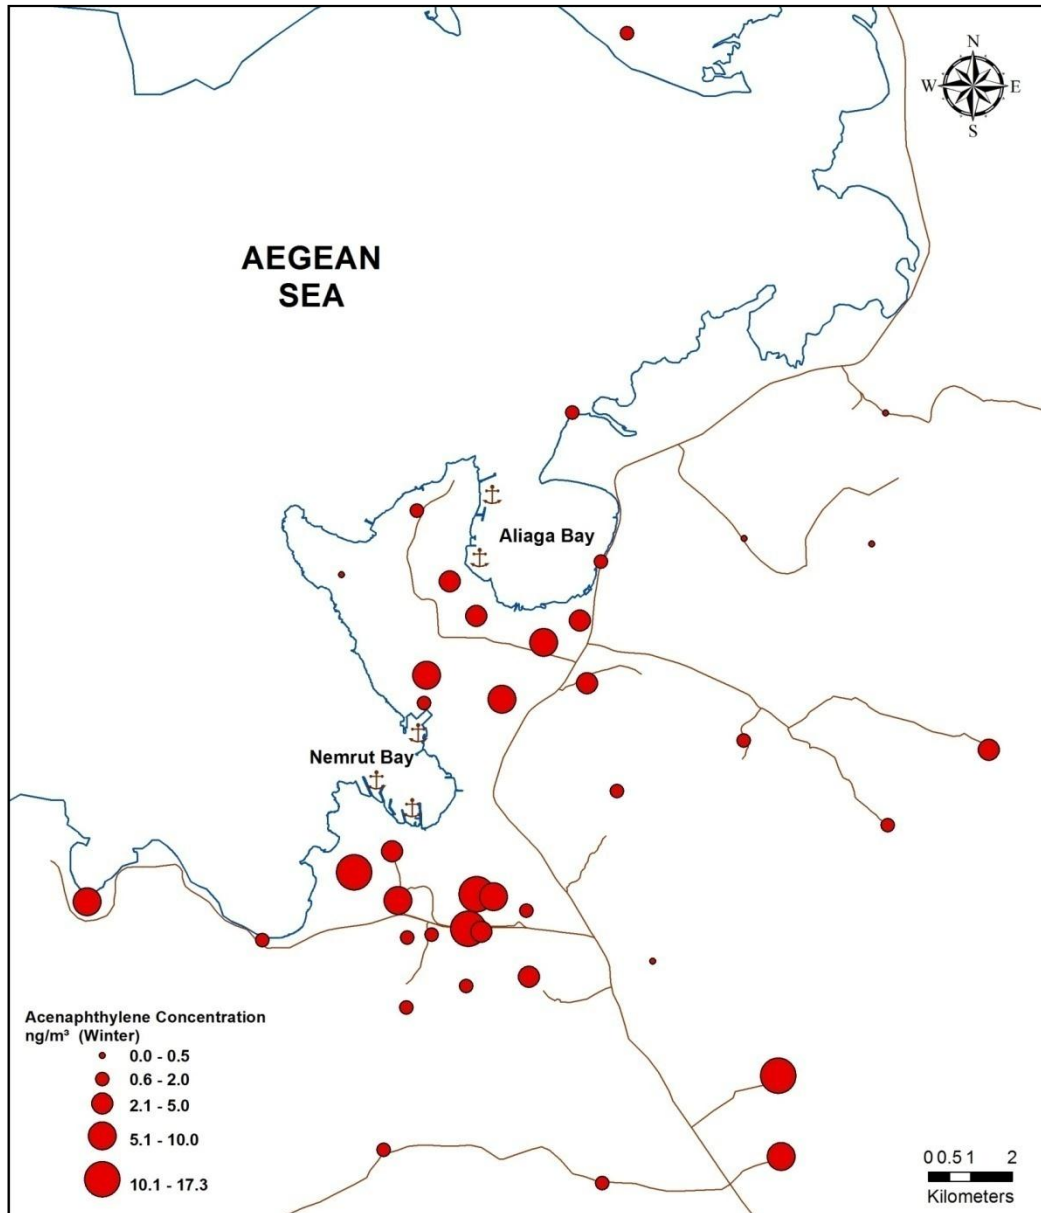 N
W E
S
AEGEAN
SEA
Aliaga Bay
Nemrut Bay
Acenaphthylene Concentration
ng/m³ (Winter)
0.0 - 0.5
0.6 - 2.0
2.1 - 5.0
5.1 - 10.0
10.1 - 17.3
0 0.5 1 2
Kilometers